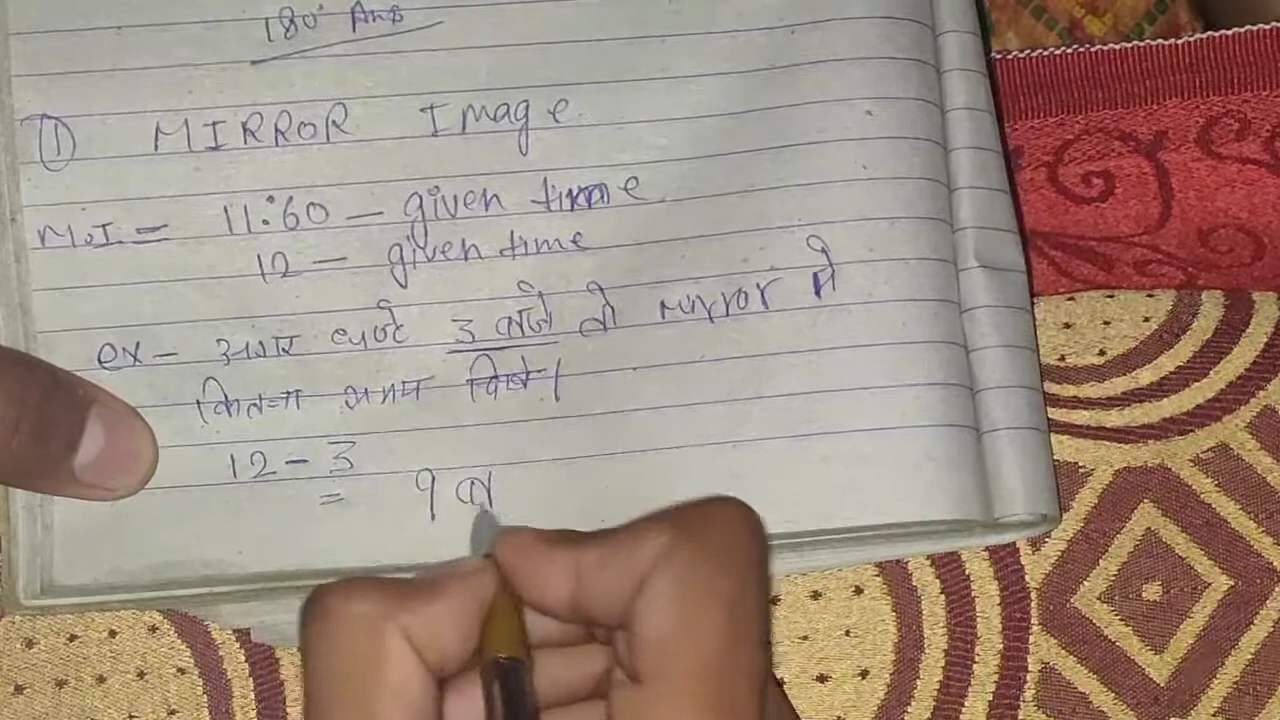 180° Ans
① MIRROR Image
M.I = 11:60 – given time
12 – given time
ex – अगर 3 बजे तो mirror मे
कितना समय
12 – 3
= 9 ब